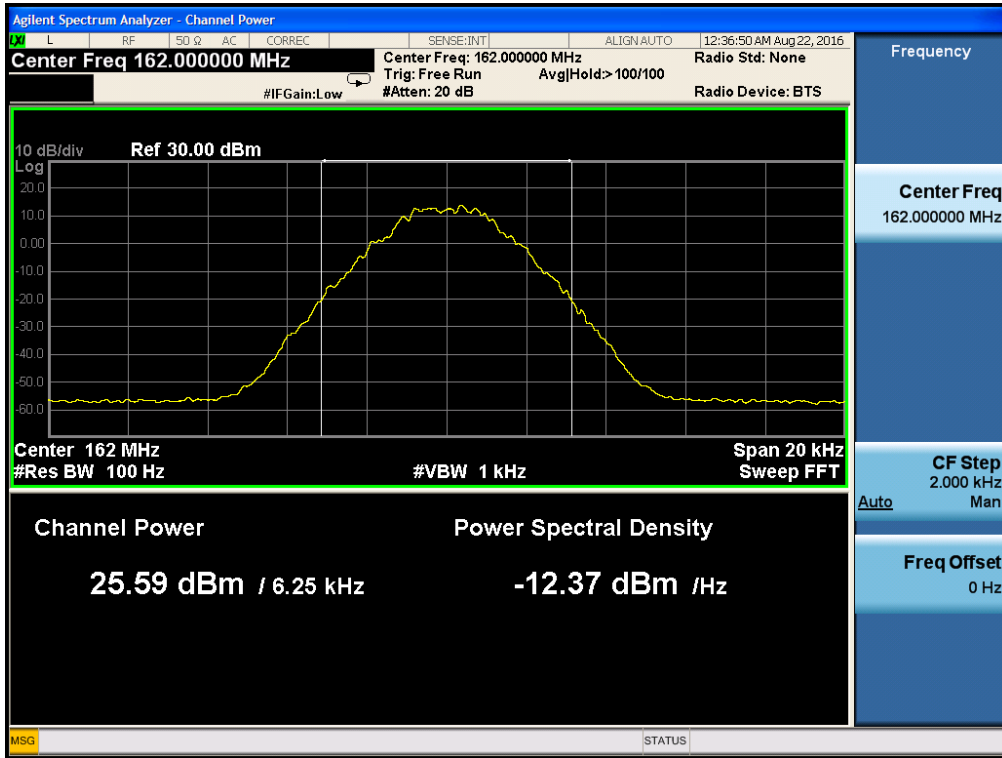 Agilent Spectrum Analyzer - Channel Power
LXI L RF 50 Ω AC CORREC SENSE:INT ALIGN AUTO 12:36:50 AM Aug 22, 2016
Center Freq 162.000000 MHz
Center Freq: 162.000000 MHz
Radio Std: None
Trig: Free Run Avg|Hold:> 100/100
#IFGain:Low
#Atten: 20 dB
Radio Device: BTS
10 dB/div Ref 30.00 dBm
Log
20.0
10.0
0.00
-10.0
-20.0
-30.0
-40.0
-50.0
-60.0
Center 162 MHz Span 20 kHz
#Res BW 100 Hz #VBW 1 kHz Sweep FFT
Channel Power Power Spectral Density
25.59 dBm / 6.25 kHz -12.37 dBm /Hz
Frequency
Center Freq
162.000000 MHz
CF Step
2.000 kHz
Auto Man
Freq Offset
0 Hz
MSG STATUS